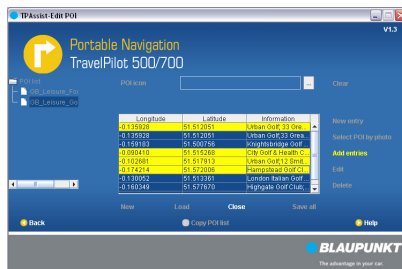 TPAssist-Edit POI
V1.3
Portable Navigation
TravelPilot 500/700
POI list
GB_Leisure_
GB_Leisure_Go
POI icon
...
Clear
Longitude Latitude Information
-0.135928 51.512051 Urban Golf; 33 Grea...
-0.135928 51.512051 Urban Golf; 33 Grea...
-0.159183 51.500756 Knightsbridge Golf ...
-0.090410 51.515268 City Golf & Health C...
-0.102681 51.517913 Urban Golf;12 Smit...
-0.174214 51.572006 Hampstead Golf Cl...
-0.130052 51.513361 London Italian Golf ...
-0.160349 51.577670 Highgate Golf Club;...
New entry
Select POI by photo
Add entries
Edit
Delete
New Load Close Save all
Back Copy POI list Help
BLAUPUNKT
The advantage in your car.